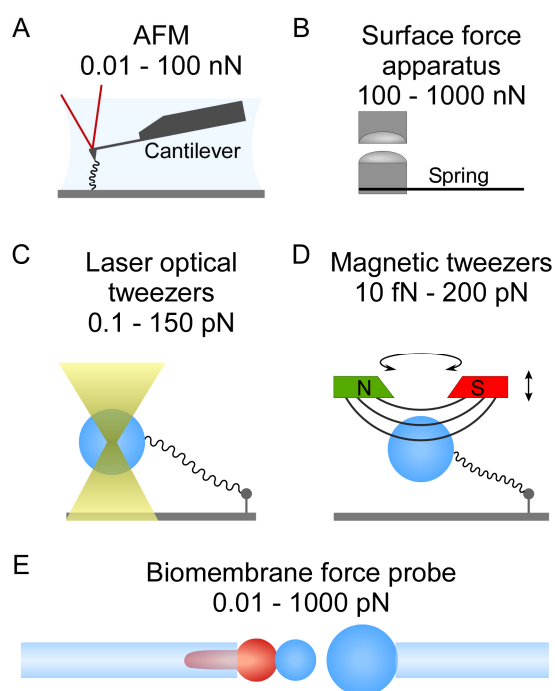 A
AFM
0.01 - 100 nN
Cantilever
B
Surface force
apparatus
100 - 1000 nN
Spring
C
Laser optical
tweezers
0.1 - 150 pN
D
Magnetic tweezers
10 fN - 200 pN
N
S
E
Biomembrane force probe
0.01 - 1000 pN